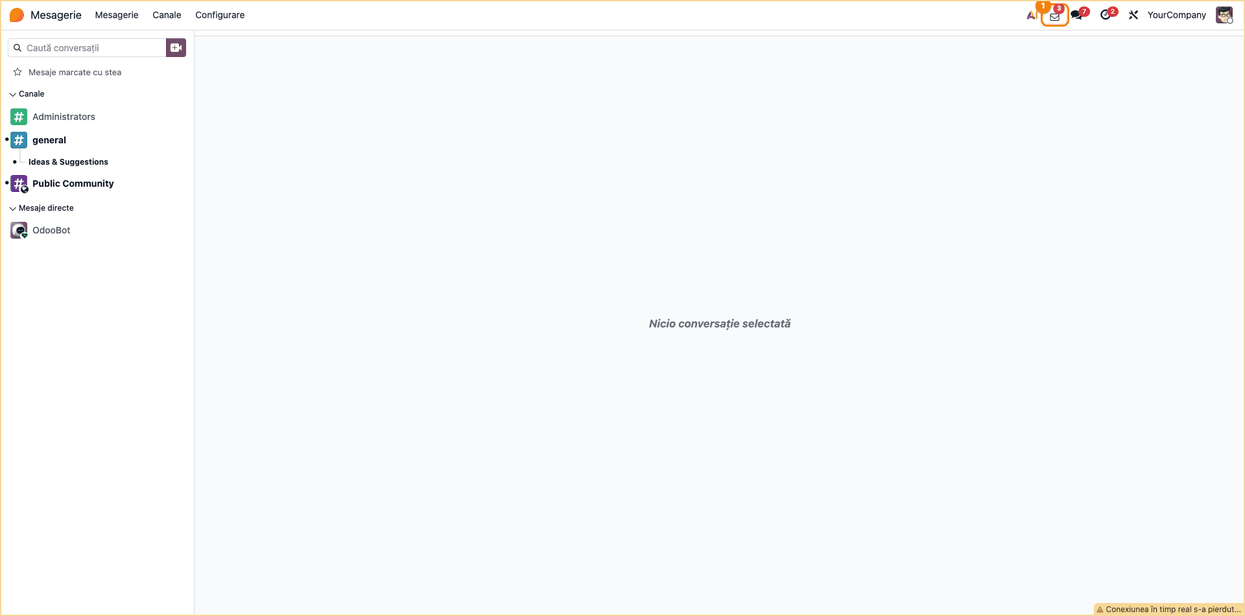 Mesagerie Mesagerie Canale Configurare 1 3 7 2 YourCompany
Caută conversații
Mesaje marcate cu stea
Canale
Administrators
general
Ideas & Suggestions
Public Community
Mesaje directe
OdooBot
Nicio conversație selectată
Conexiunea în timp real s-a pierdut...